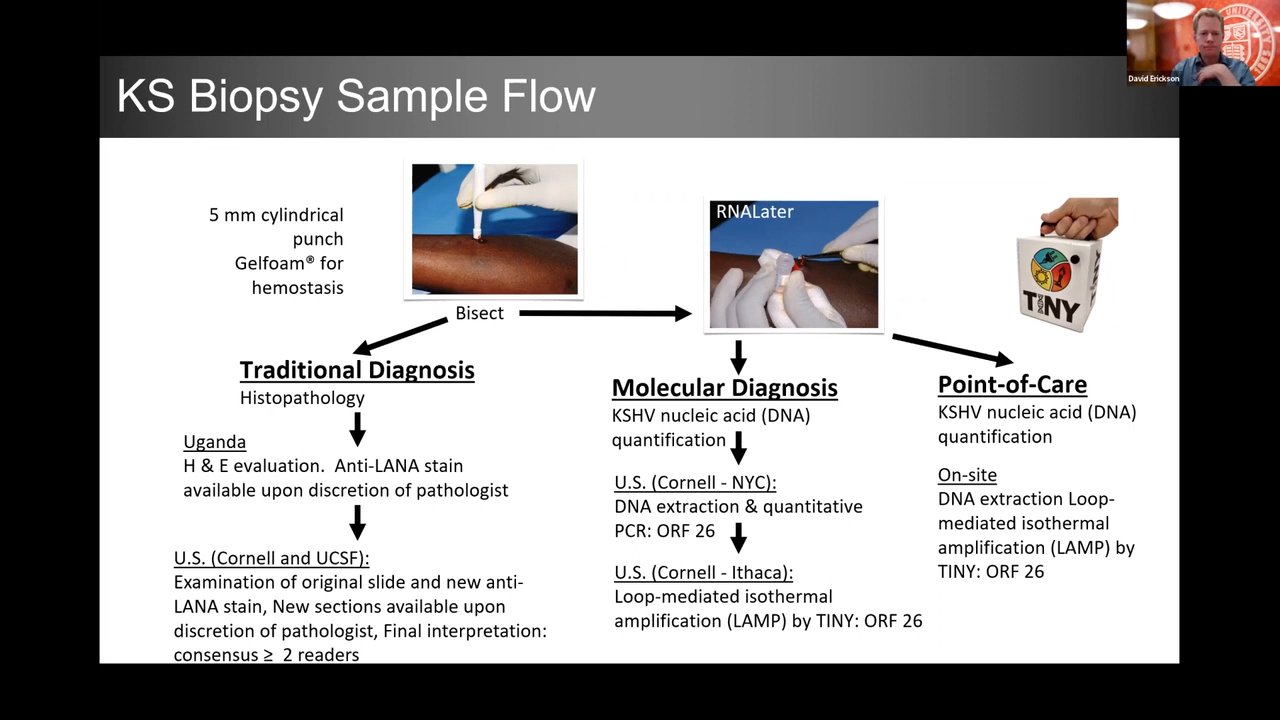 David Erickson
KS Biopsy Sample Flow
5 mm cylindrical
punch
Gelfoam® for
hemostasis
Bisect
RNALater
TINY
TINY
Traditional Diagnosis
Histopathology
Uganda
H & E evaluation.  Anti-LANA stain
available upon discretion of pathologist
U.S. (Cornell and UCSF):
Examination of original slide and new anti-
LANA stain, New sections available upon
discretion of pathologist, Final interpretation:
consensus ≥  2 readers
Molecular Diagnosis
KSHV nucleic acid (DNA)
quantification
U.S. (Cornell - NYC):
DNA extraction & quantitative
PCR: ORF 26
U.S. (Cornell - Ithaca):
Loop-mediated isothermal
amplification (LAMP) by TINY: ORF 26
Point-of-Care
KSHV nucleic acid (DNA)
quantification
On-site
DNA extraction Loop-
mediated isothermal
amplification (LAMP) by
TINY: ORF 26